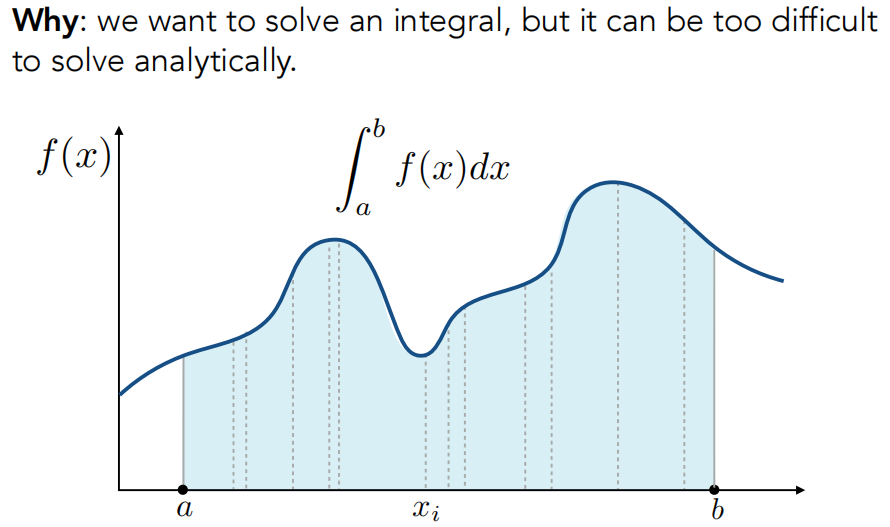 Why: we want to solve an integral, but it can be too difficult
to solve analytically.
f(x)
∫_a^b f(x)dx
a
x_i
b